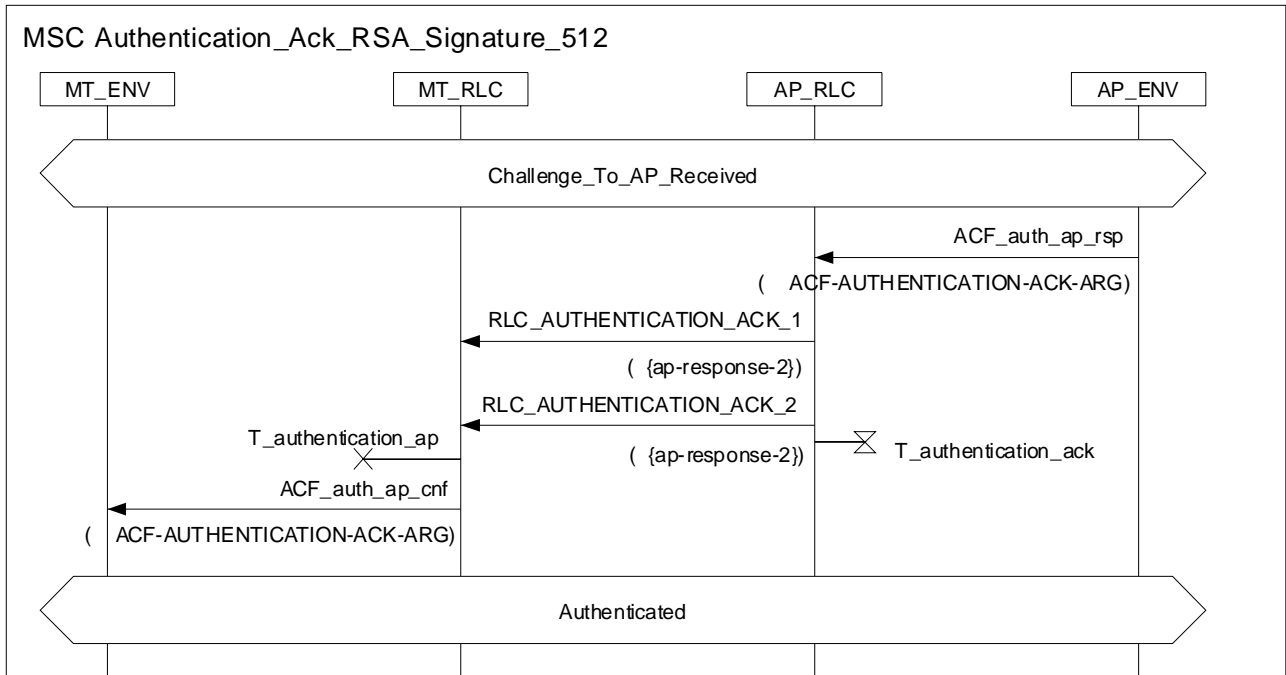 MSC Authentication_Ack_RSA_Signature_512
MT_ENV
MT_RLC
AP_RLC
AP_ENV
Challenge_To_AP_Received
ACF_auth_ap_rsp
( ACF-AUTHENTICATION-ACK-ARG)
RLC_AUTHENTICATION_ACK_1
( {ap-response-2})
RLC_AUTHENTICATION_ACK_2
( {ap-response-2})
T_authentication_ap
T_authentication_ack
ACF_auth_ap_cnf
( ACF-AUTHENTICATION-ACK-ARG)
Authenticated